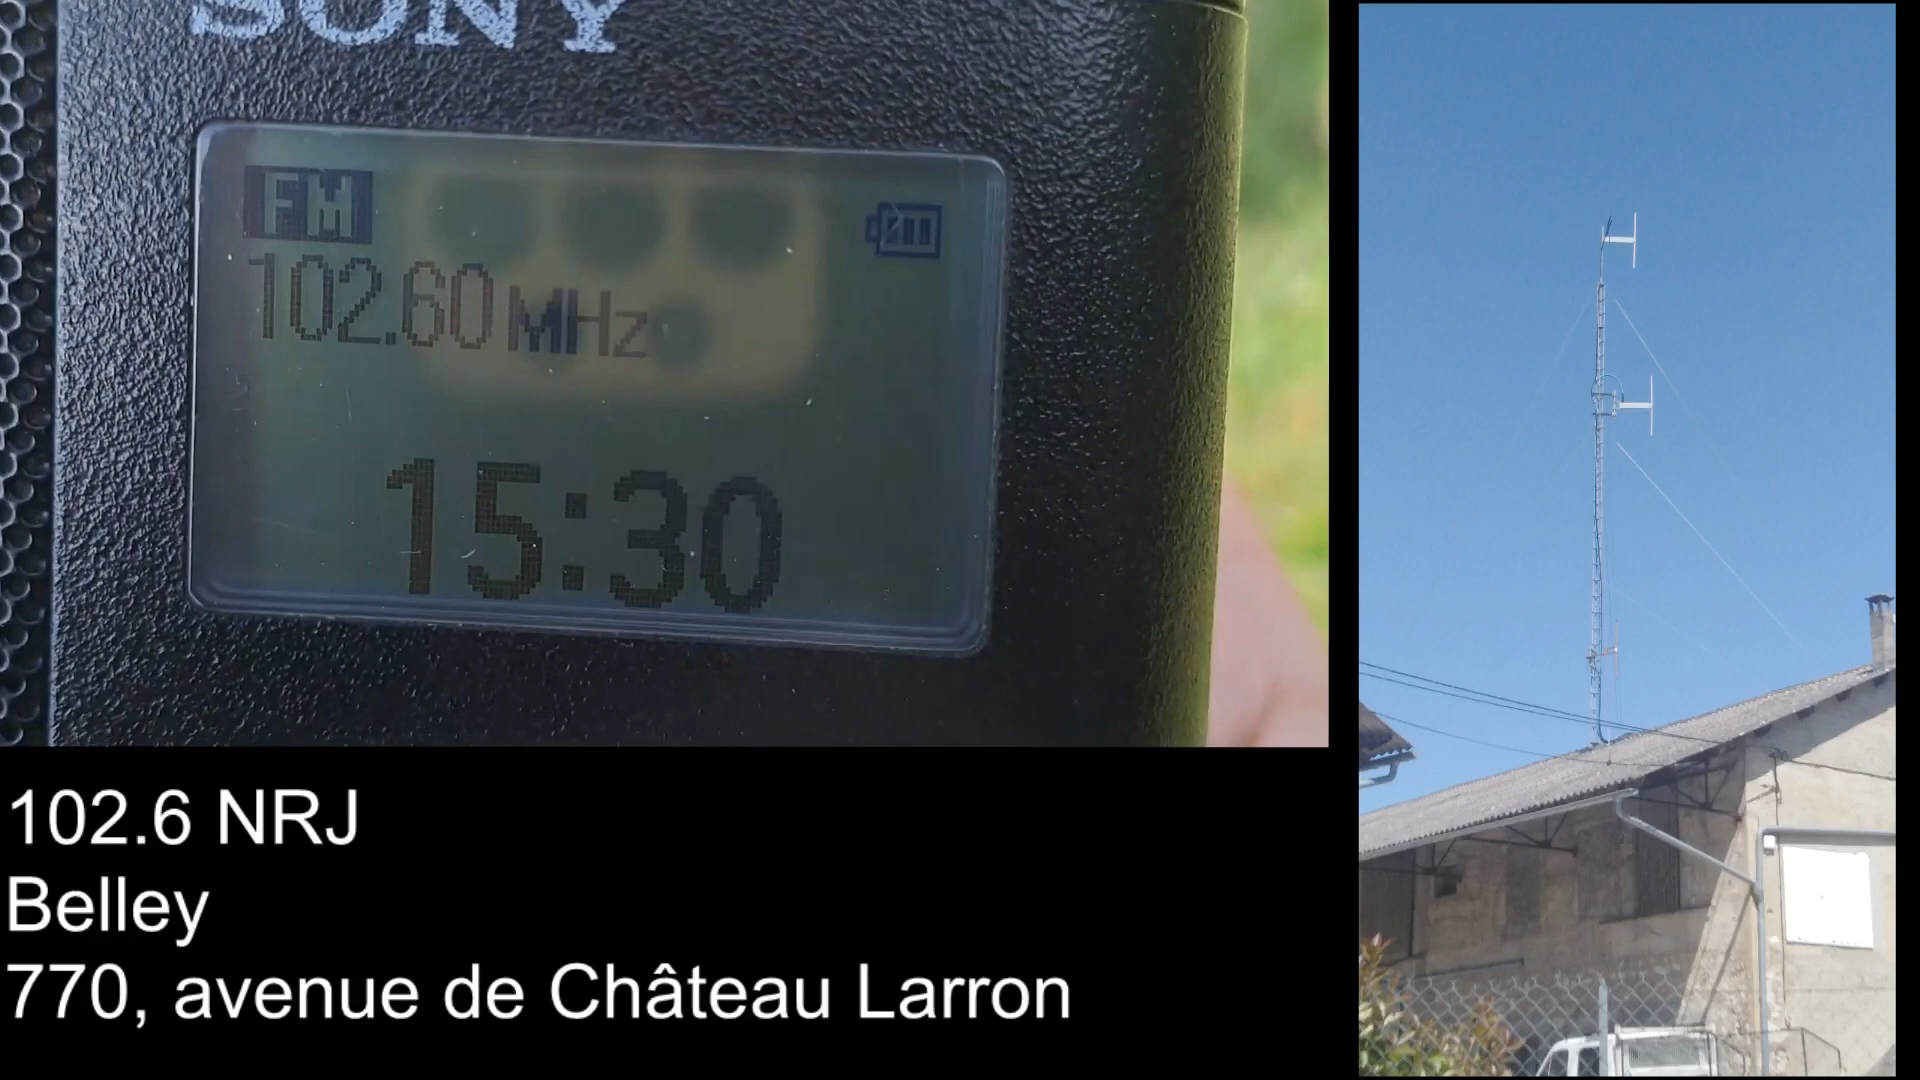 SONY
FM
102.60 MHz
15:30
102.6 NRJ
Belley
770, avenue de Château Larron